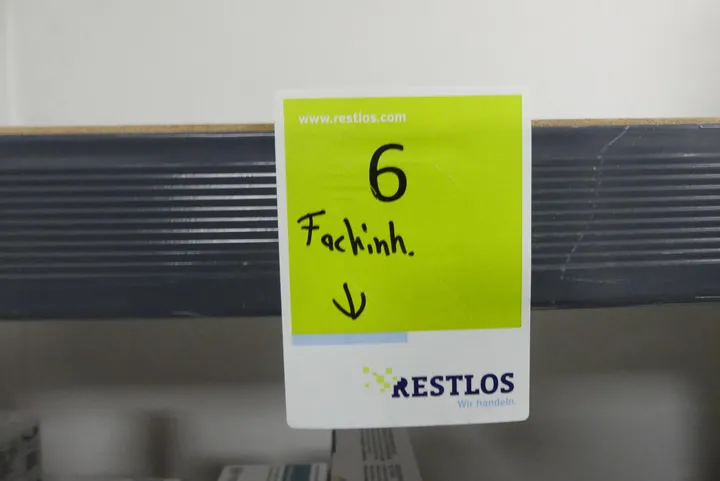 www.restlos.com
6
Fachinh.
RESTLOS
Wir handeln.